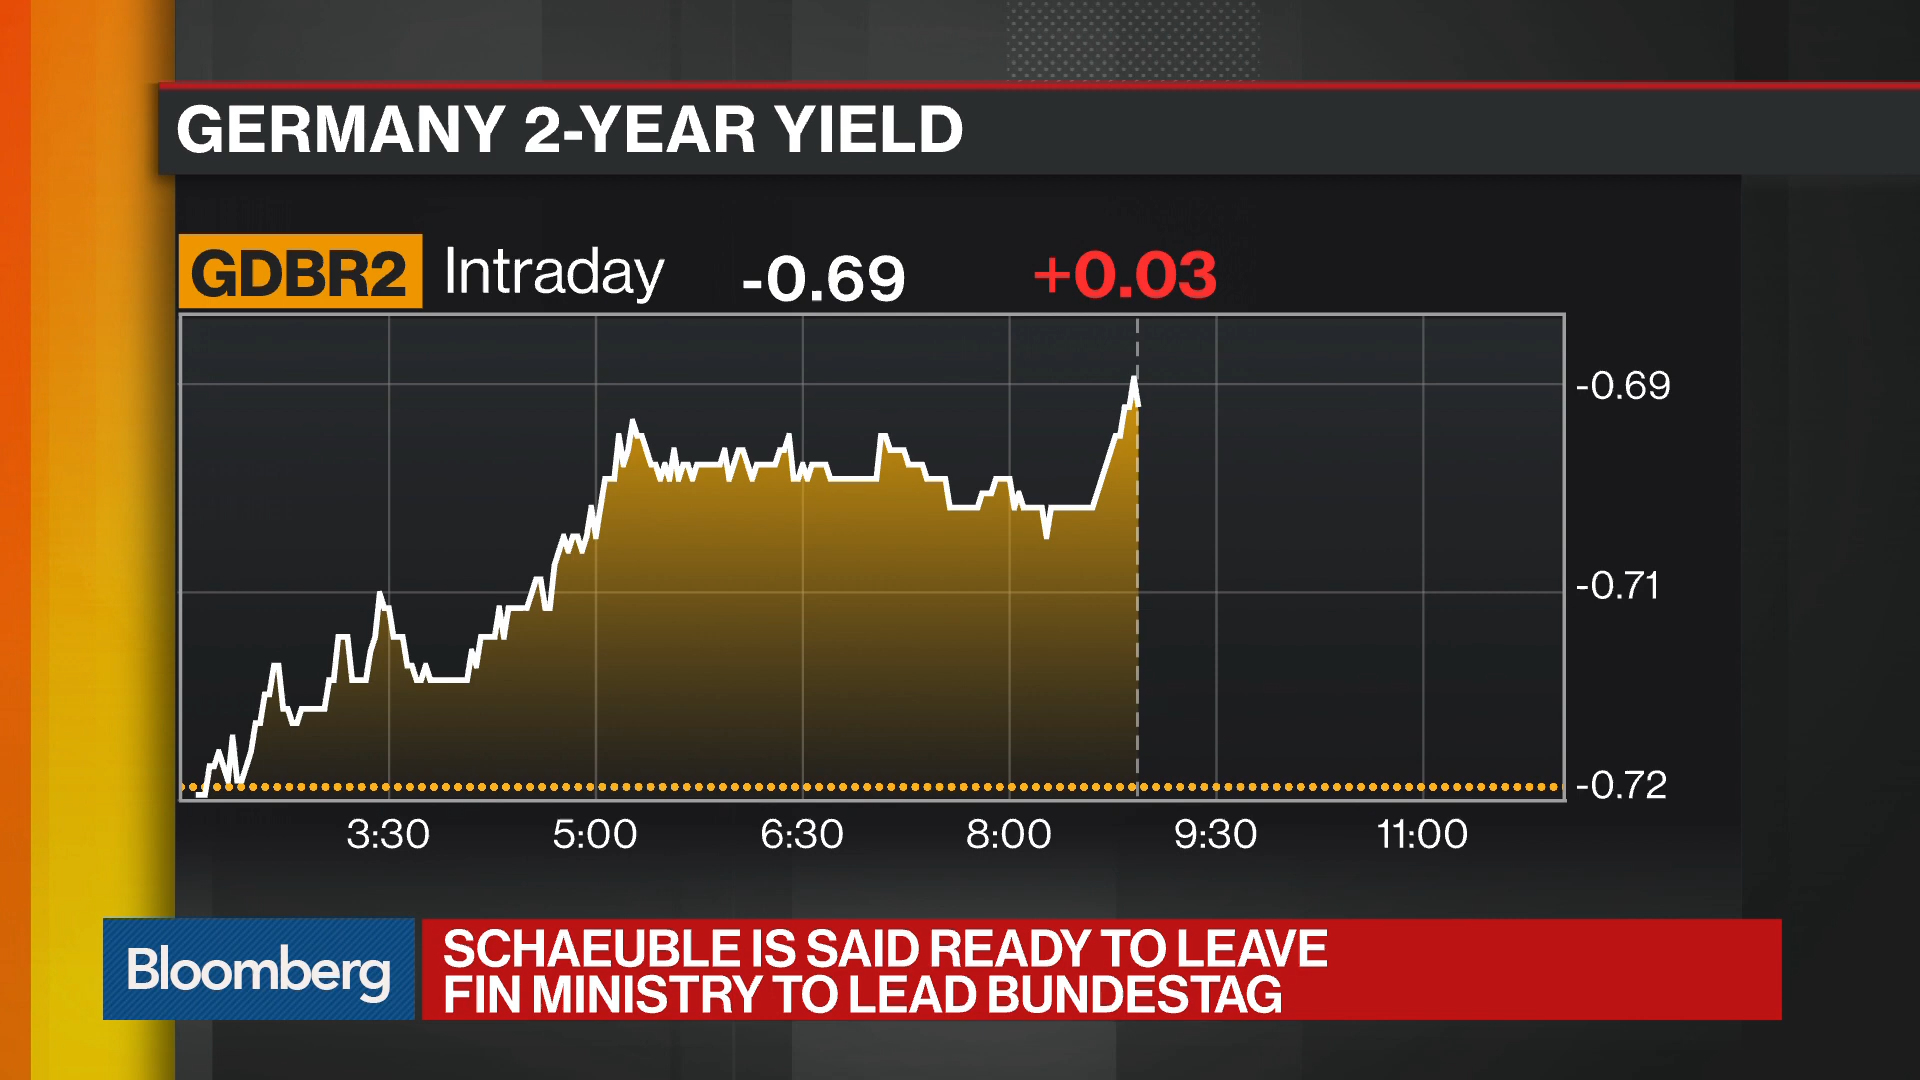 GERMANY 2-YEAR YIELD
GDBR2 Intraday -0.69 +0.03
-0.69
-0.71
-0.72
3:30 5:00 6:30 8:00 9:30 11:00
Bloomberg
SCHAEUBLE IS SAID READY TO LEAVE
FIN MINISTRY TO LEAD BUNDESTAG